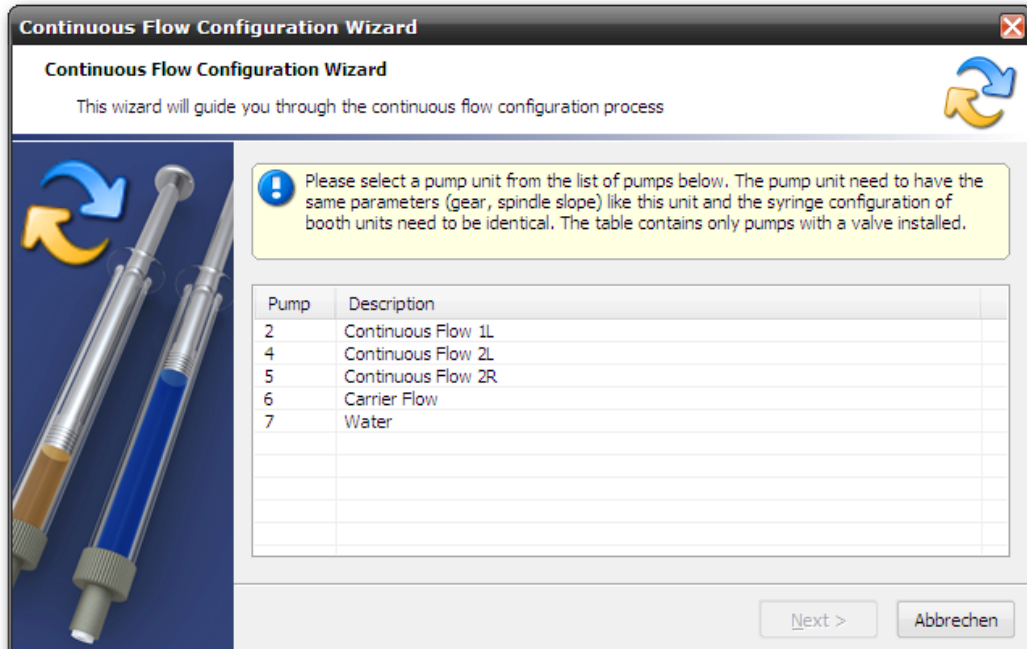 Continuous Flow Configuration Wizard
Continuous Flow Configuration Wizard
This wizard will guide you through the continuous flow configuration process
Please select a pump unit from the list of pumps below. The pump unit need to have the
same parameters (gear, spindle slope) like this unit and the syringe configuration of
booth units need to be identical. The table contains only pumps with a valve installed.
Pump Description
2 Continuous Flow 1L
4 Continuous Flow 2L
5 Continuous Flow 2R
6 Carrier Flow
7 Water
Next > Abbrechen